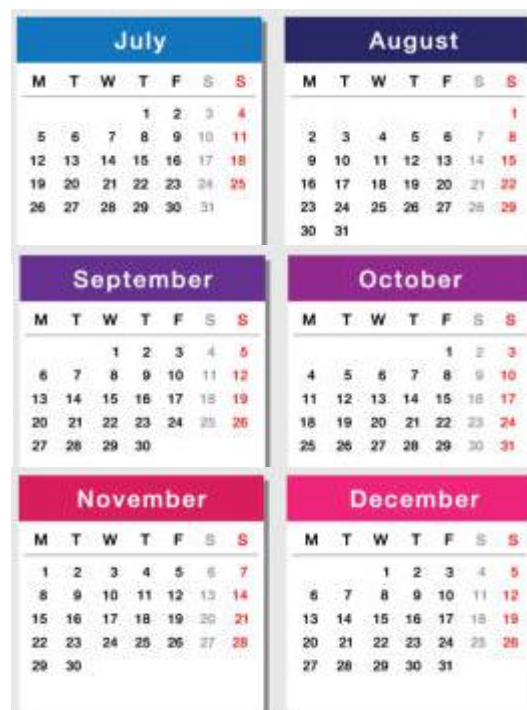 July
M T W T F S S
1 2 3 4
5 6 7 8 9 10 11
12 13 14 15 16 17 18
19 20 21 22 23 24 25
26 27 28 29 30 31
August
M T W T F S S
1
2 3 4 5 6 7 8
9 10 11 12 13 14 15
16 17 18 19 20 21 22
23 24 25 26 27 28 29
30 31
September
M T W T F S S
1 2 3 4 5
6 7 8 9 10 11 12
13 14 15 16 17 18 19
20 21 22 23 24 25 26
27 28 29 30
October
M T W T F S S
1 2 3
4 5 6 7 8 9 10
11 12 13 14 15 16 17
18 19 20 21 22 23 24
25 26 27 28 29 30 31
November
M T W T F S S
1 2 3 4 5 6 7
8 9 10 11 12 13 14
15 16 17 18 19 20 21
22 23 24 25 26 27 28
29 30
December
M T W T F S S
1 2 3 4 5
6 7 8 9 10 11 12
13 14 15 16 17 18 19
20 21 22 23 24 25 26
27 28 29 30 31